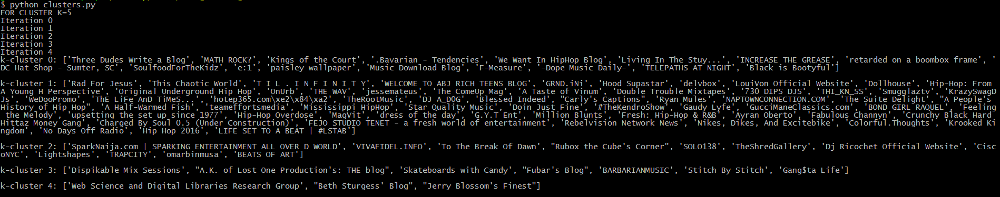 $ python clusters.py
FOR CLUSTER K=5
Iteration 0
Iteration 1
Iteration 2
Iteration 3
Iteration 4
k-cluster 0: ['Three Dudes Write a Blog', 'MATH ROCK?', 'Kings of the Court', '.Bavarian - Tendencies', 'We Want In HipHop Blog', 'Living In The Stuy...', 'INCREASE THE GREASE', 'retarded on a boombox frame', '
DC Hat Shop - Sumter, SC', 'SoulfoodForTheKidz', 'e:1', 'paisley wallpaper', 'Music Download Blog', 'F-Measure', '-Dope Music Daily-', 'TELEPATHS AT NIGHT', 'Black is Bootyful']
k-cluster 1: ['Rad For Jesus', 'This Chaotic World', 'T I L . I N F I N I T Y', 'WELCOME TO ABJ RICH TEENS BLOG', 'GRND.iNi', 'Hood Supastar', 'delvbox', 'LouiVon Official Website', 'Dollhouse', 'Hip-Hop: From
A Young H Perspective', 'Original Underground Hip Hop', 'OnUrb', 'THE WAV', 'jessemateus', 'The ComeUp Mag', 'A Taste of Vinum', 'Double Trouble Mixtapes', '730 DIPS DJS', 'THI_KN_SS', 'Smugglaztv', 'KrazySwagD
Js', 'WeDooPromo', 'ThE LiFe AnD TiMeS...', 'hotep365.com\xe2\x84\xa2', 'TheRootMusic', 'DJ A_DOG', 'Blessed Indeed', "Carly's Captions", 'Ryan Mules', 'NAPTOWNCONNECTION.COM', 'The Suite Delight', "A People's
History of Hip Hop", 'A Half-Warmed Fish', 'teameffortsmedia', 'Mississippi HipHop', 'Star Quality Music', 'Doin Just Fine', '#TheKendroShow', 'Gaudy Lyfe', 'GucciManeClassics.com', 'BOND GIRL RAQUEL', 'Feeling
the Melody', 'upsetting the set up since 1977', 'Hip-Hop Overdose', 'MagVit', 'dress of the day', 'G.Y.T Ent', 'Million Blunts', 'Fresh: Hip-Hop & R&B', 'Ayran Oberto', 'Fabulous Channyn', 'Crunchy Black Hard
Hittaz Money Gang', 'Charged By Soul 0.5 (Under Construction)', 'FEJO STUDIO TENET - a fresh world of entertainment', 'Rebelvision Network News', 'Nikes, Dikes, And Excitebike', 'Colorful.Thoughts', 'Krooked Ki
ngdom', 'No Days Off Radio', 'Hip Hop 2016', 'LIFE SET TO A BEAT | #LSTAB']
k-cluster 2: ['SparkNaija.com | SPARKING ENTERTAINMENT ALL OVER D WORLD', 'VIVAFIDEL.INFO', 'To The Break Of Dawn', "Rubox the Cube's Corner", 'SOLO138', 'TheShredGallery', 'Dj Ricochet Official Website', 'Cisc
oNYC', 'Lightshapes', 'TRAPCITY', 'omarbinmusa', 'BEATS OF ART']
k-cluster 3: ['Dispikable Mix Sessions', "A.K. of Lost One Production's: THE blog", 'Skateboards with Candy', "Fubar's Blog", 'BARBARIANMUSIC', 'Stitch By Stitch', 'Gang$ta Life']
k-cluster 4: ['Web Science and Digital Libraries Research Group', "Beth Sturgess' Blog", "Jerry Blossom's Finest"]